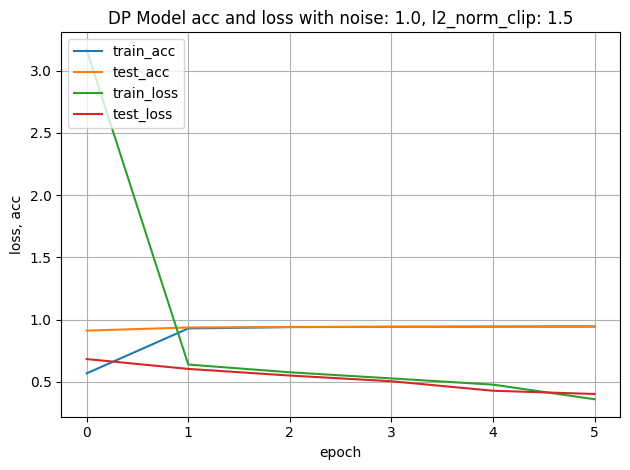 DP Model acc and loss with noise: 1.0, l2_norm_clip: 1.5
train_acc
test_acc
train_loss
test_loss
3.0
2.5
2.0
1.5
1.0
0.5
loss, acc
0 1 2 3 4 5
epoch